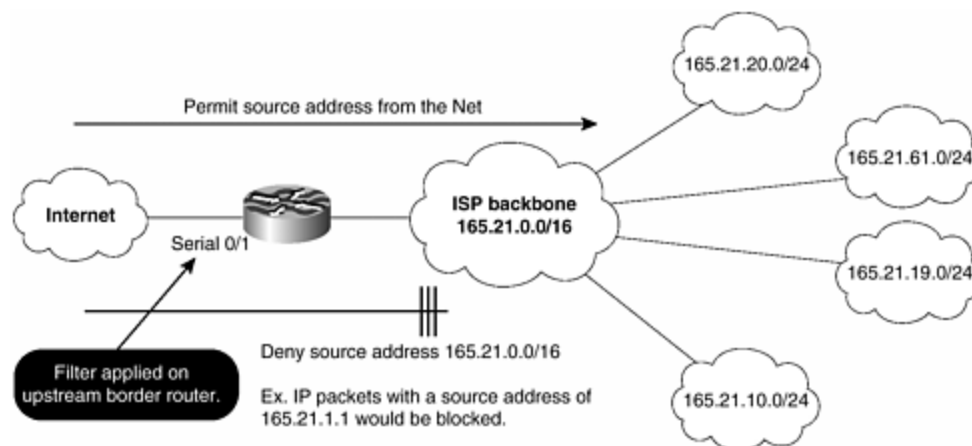 165.21.20.0/24
Permit source address from the Net
165.21.61.0/24
Internet
ISP backbone
165.21.0.0/16
Serial 0/1
165.21.19.0/24
Deny source address 165.21.0.0/16
Filter applied on
upstream border router.
Ex. IP packets with a source address of
165.21.1.1 would be blocked.
165.21.10.0/24